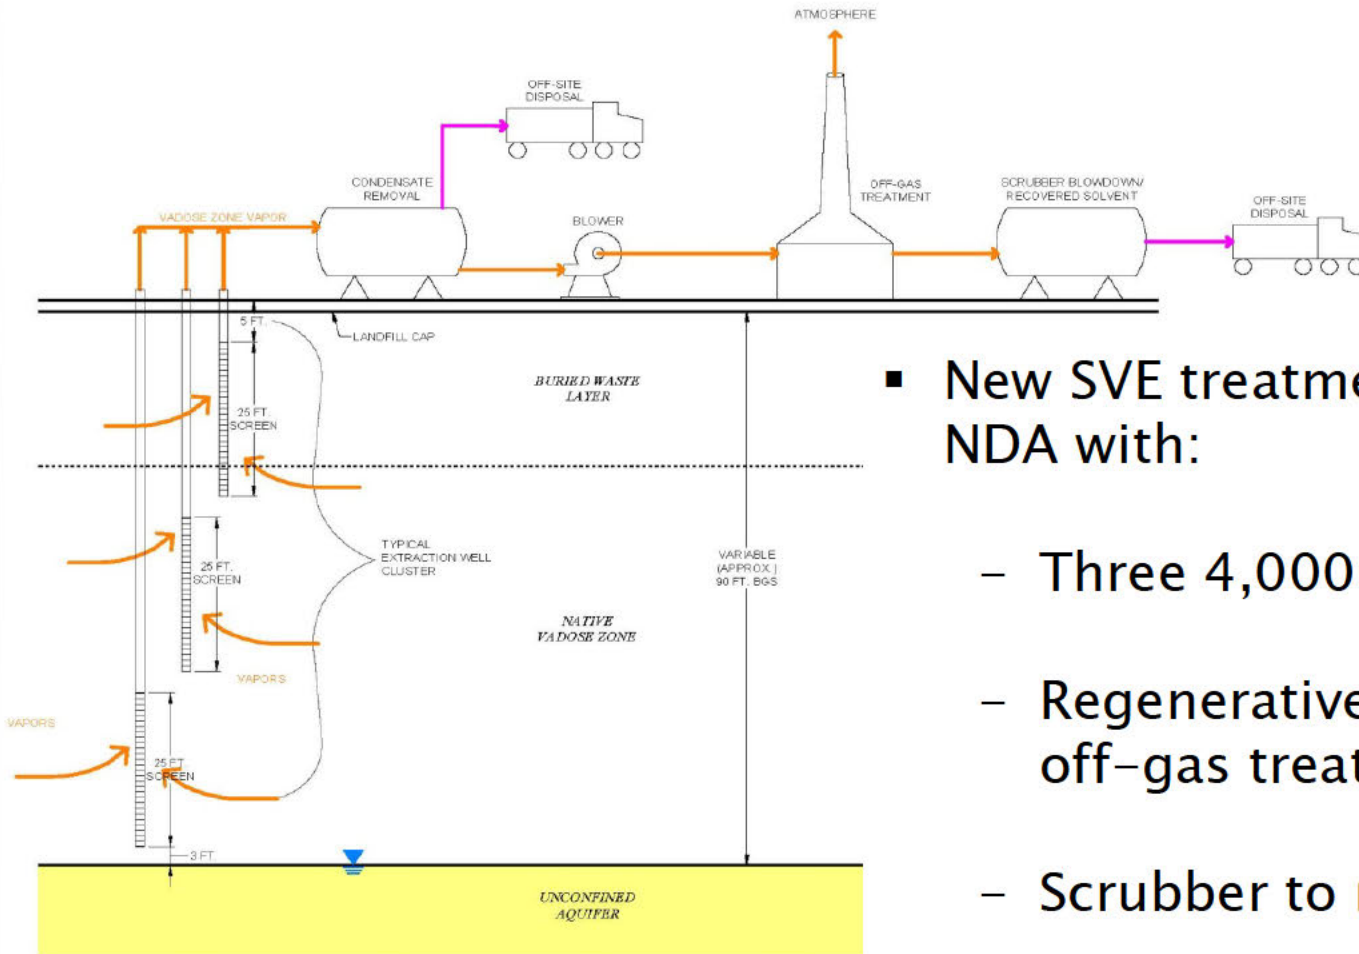 ATMOSPHERE
OFF-SITE
DISPOSAL
CONDENSATE
REMOVAL
OFF-GAS
TREATMENT
SCRUBBER BLOWDOWN/
RECOVERED SOLVENT
OFF-SITE
DISPOSAL
VADOSE ZONE VAPOR
BLOWER
5 FT.
LANDFILL CAP
BURIED WASTE
LAYER
25 FT.
SCREEN
TYPICAL
EXTRACTION WELL
CLUSTER
VARIABLE
(APPROX.)
90 FT. BGS
25 FT.
SCREEN
NATIVE
VADOSE ZONE
VAPORS
VAPORS
25 FT.
SCREEN
3 FT.
UNCONFINED
AQUIFER
▪ New SVE treatme
NDA with:
– Three 4,000
– Regenerative
off-gas treat
– Scrubber to